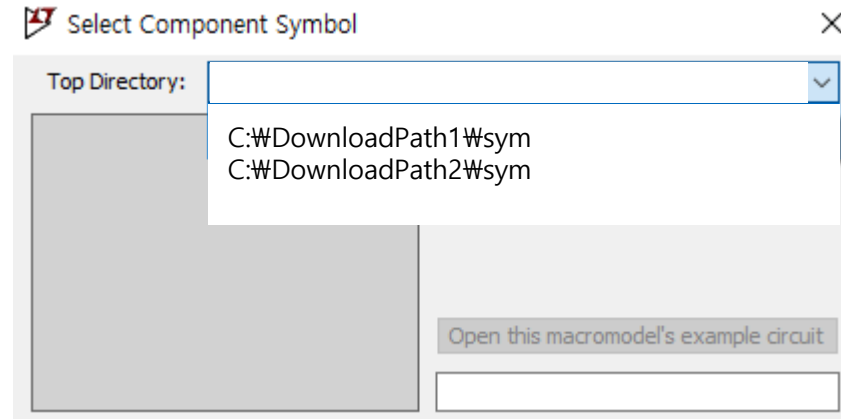 Select Component Symbol
Top Directory:
C:₩DownloadPath1₩sym
C:₩DownloadPath2₩sym
Open this macromodel's example circuit